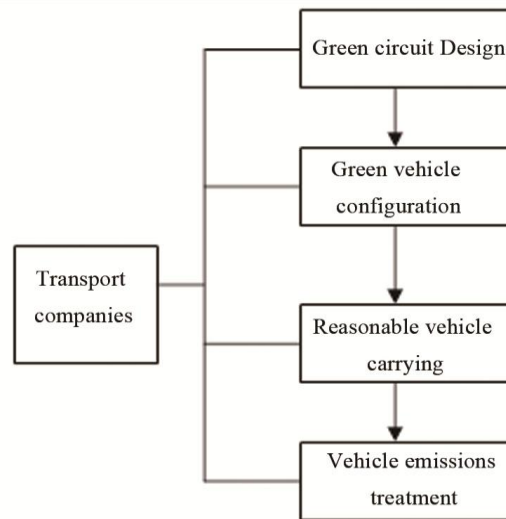 Green circuit Design
Green vehicle
configuration
Transport
companies
Reasonable vehicle
carrying
Vehicle emissions
treatment